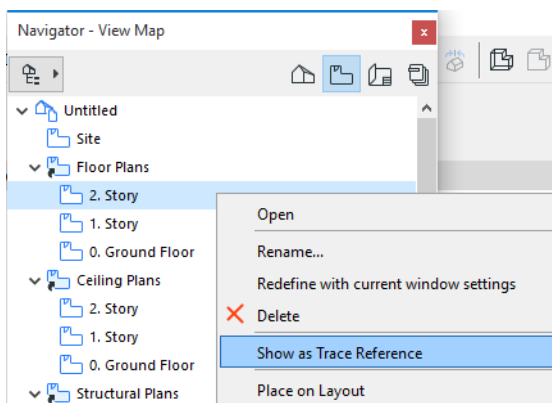 Navigator - View Map
x
Untitled
Site
Floor Plans
2. Story
1. Story
0. Ground Floor
Ceiling Plans
2. Story
1. Story
0. Ground Floor
Structural Plans
Open
Rename...
Redefine with current window settings
Delete
Show as Trace Reference
Place on Layout